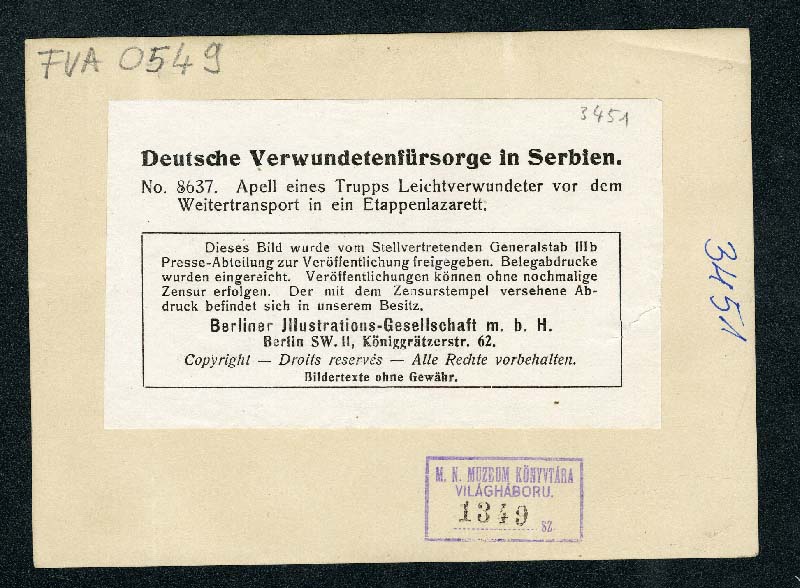 FVA 0549
3451
Deutsche Verwundetenfürsorge in Serbien.
No. 8637. Apell eines Trupps Leichtverwundeter vor dem
Weitertransport in ein Etappenlazarett.
Dieses Bild wurde vom Stellvertretenden Generalstab IIIb
Presse-Abteilung zur Veröffentlichung freigegeben. Belegabdrucke
wurden eingereicht. Veröffentlichungen können ohne nochmalige
Zensur erfolgen. Der mit dem Zensurstempel versehene Ab-
druck befindet sich in unserem Besitz.
Berliner Jllustrations-Gesellschaft m. b. H.
Berlin SW. 11, Königgrätzerstr. 62.
Copyright — Droits reservés — Alle Rechte vorbehalten.
Bildertexte ohne Gewähr.
3451
M. N. MUZEUM KÖNYVTÁRA
VILÁGHÁBORU.
1349 SZ.